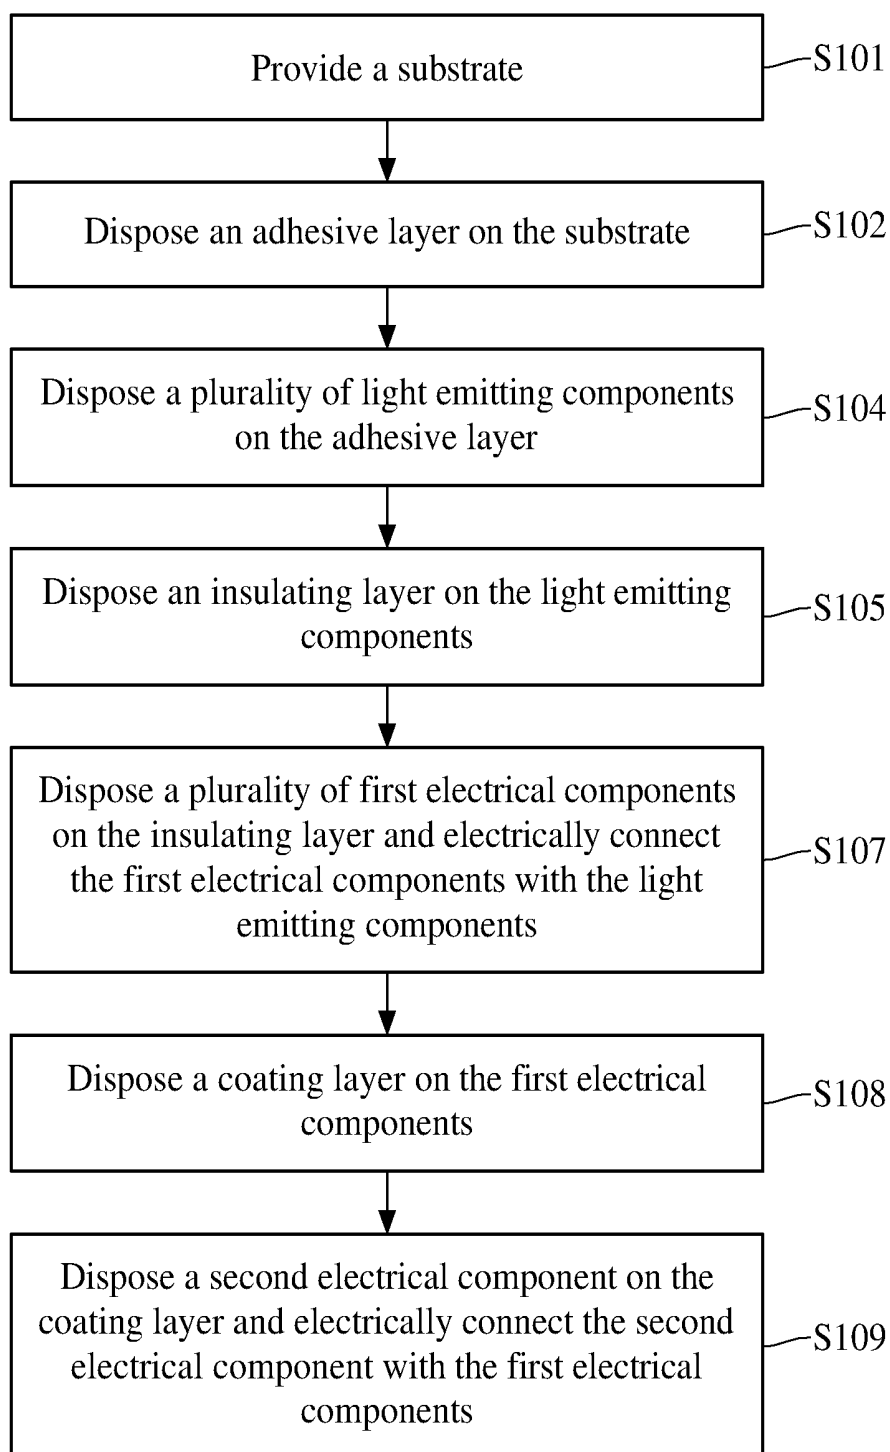 Provide a substrate
S101
Dispose an adhesive layer on the substrate
S102
Dispose a plurality of light emitting components
on the adhesive layer
S104
Dispose an insulating layer on the light emitting
components
S105
Dispose a plurality of first electrical components
on the insulating layer and electrically connect
the first electrical components with the light
emitting components
S107
Dispose a coating layer on the first electrical
components
S108
Dispose a second electrical component on the
coating layer and electrically connect the second
electrical component with the first electrical
components
S109